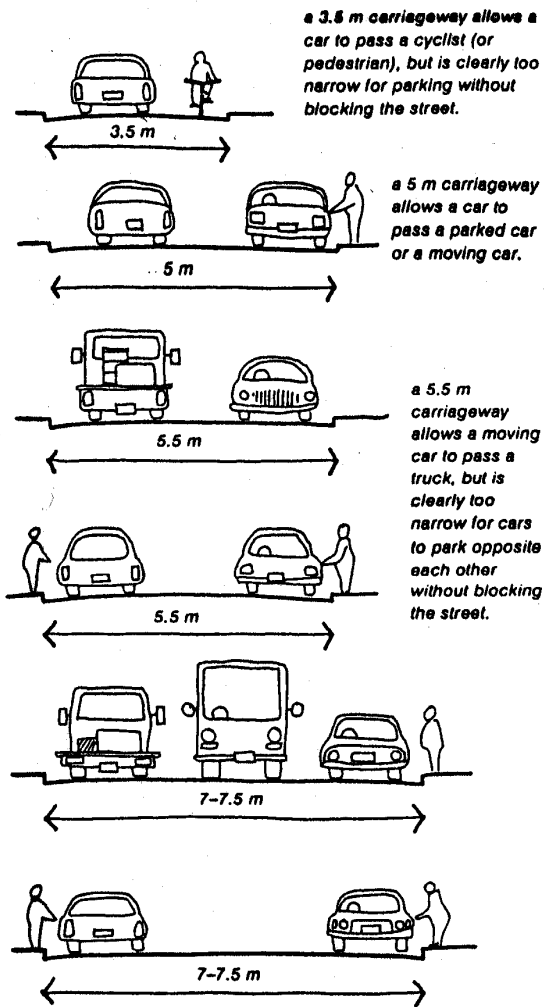 a 3.5 m carriageway allows a
car to pass a cyclist (or
pedestrian), but is clearly too
narrow for parking without
blocking the street.
3.5 m
a 5 m carriageway
allows a car to
pass a parked car
or a moving car.
5 m
5.5 m
a 5.5 m
carriageway
allows a moving
car to pass a
truck, but is
clearly too
narrow for cars
to park opposite
each other
without blocking
the street.
5.5 m
7–7.5 m
7–7.5 m